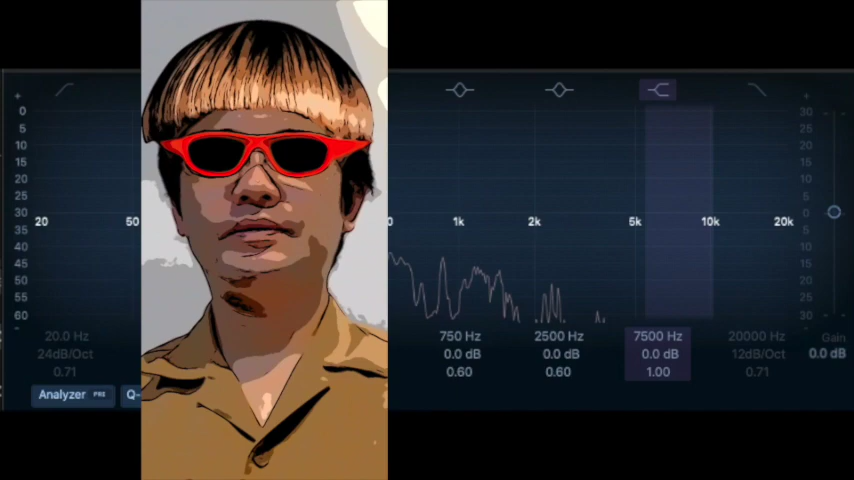 +
0
5
10
15
20
25
30
35
40
45
50
55
60
-
20
50
0
1k
2k
5k
10k
20k
+
30
25
20
15
10
5
0
5
10
15
20
25
30
-
20.0 Hz
24dB/Oct
0.71
750 Hz
0.0 dB
0.60
2500 Hz
0.0 dB
0.60
7500 Hz
0.0 dB
1.00
20000 Hz
12dB/Oct
0.71
Gain
0.0 dB
Analyzer PRE
Q-